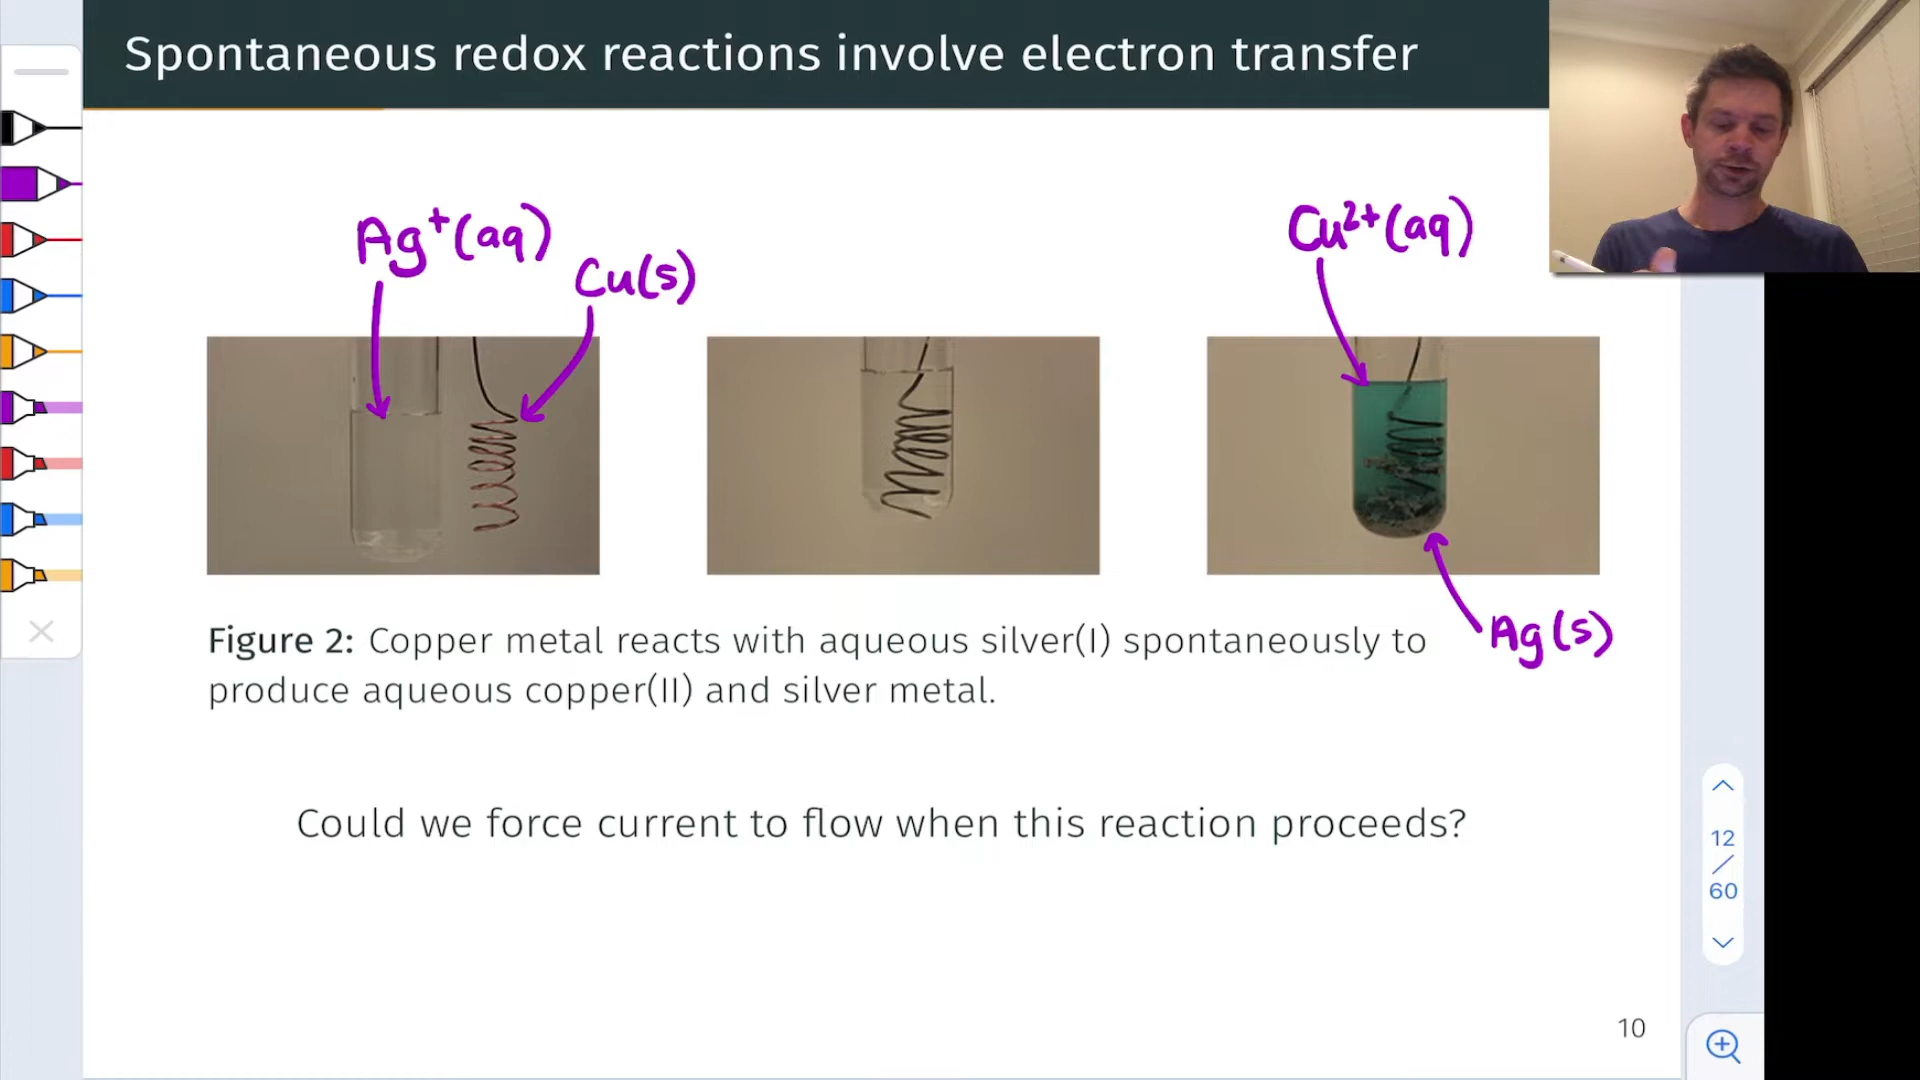 Spontaneous redox reactions involve electron transfer
Ag⁺(aq)
Cu(s)
Cu²⁺(aq)
Ag(s)
Figure 2: Copper metal reacts with aqueous silver(I) spontaneously to
produce aqueous copper(II) and silver metal.
Could we force current to flow when this reaction proceeds?
12
/
60
10